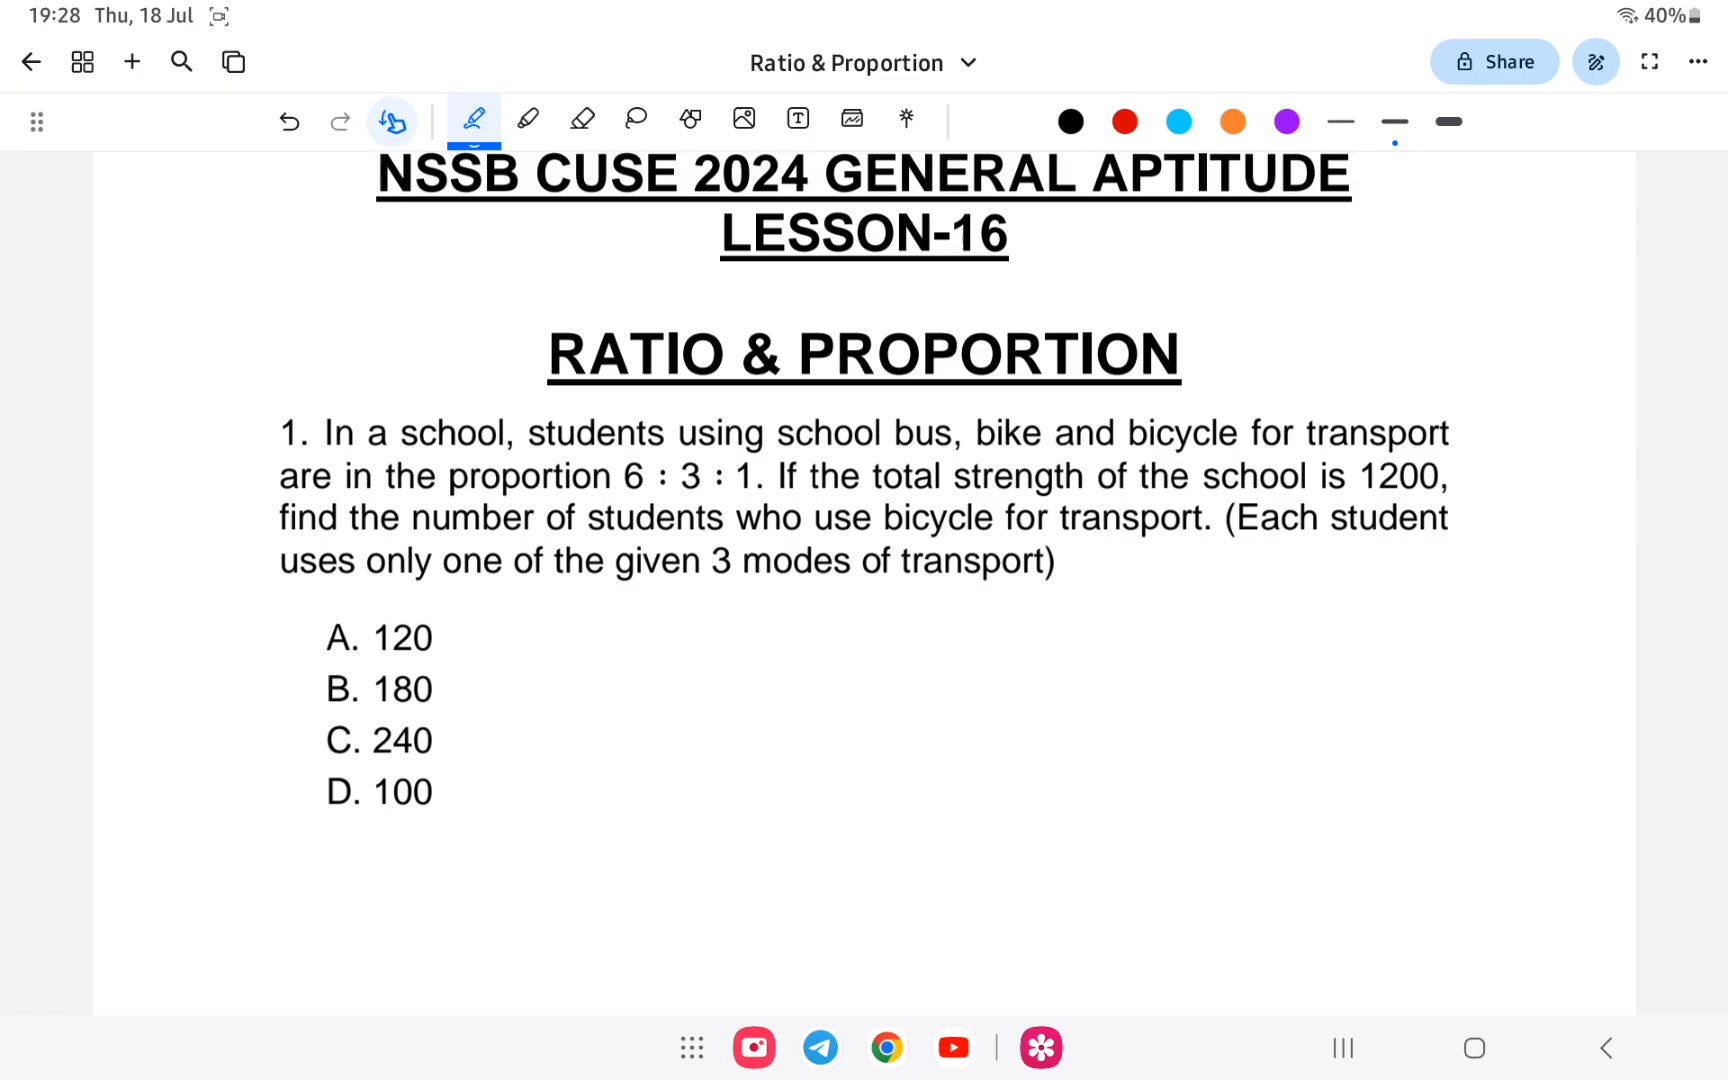 19:28 Thu, 18 Jul
40%
Ratio & Proportion
Share
NSSB CUSE 2024 GENERAL APTITUDE
LESSON-16
RATIO & PROPORTION
1. In a school, students using school bus, bike and bicycle for transport
are in the proportion 6 : 3 : 1. If the total strength of the school is 1200,
find the number of students who use bicycle for transport. (Each student
uses only one of the given 3 modes of transport)
A. 120
B. 180
C. 240
D. 100